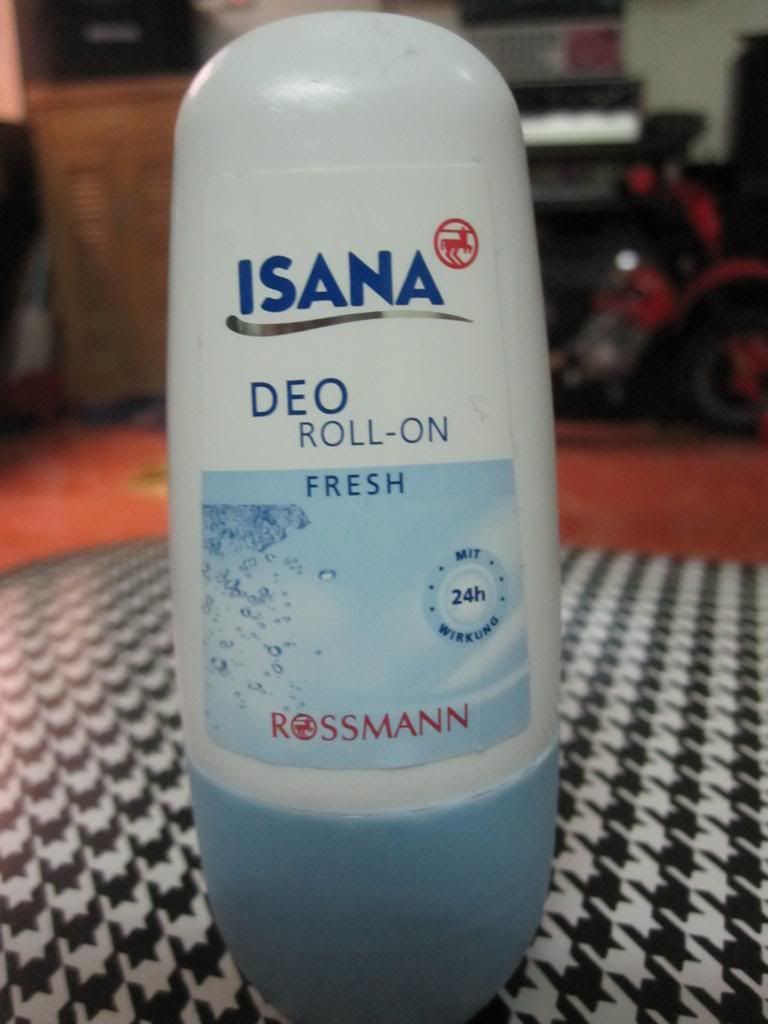 ISANA
DEO
ROLL-ON
FRESH
MIT
24h
WIRKUNG
ROSSMANN